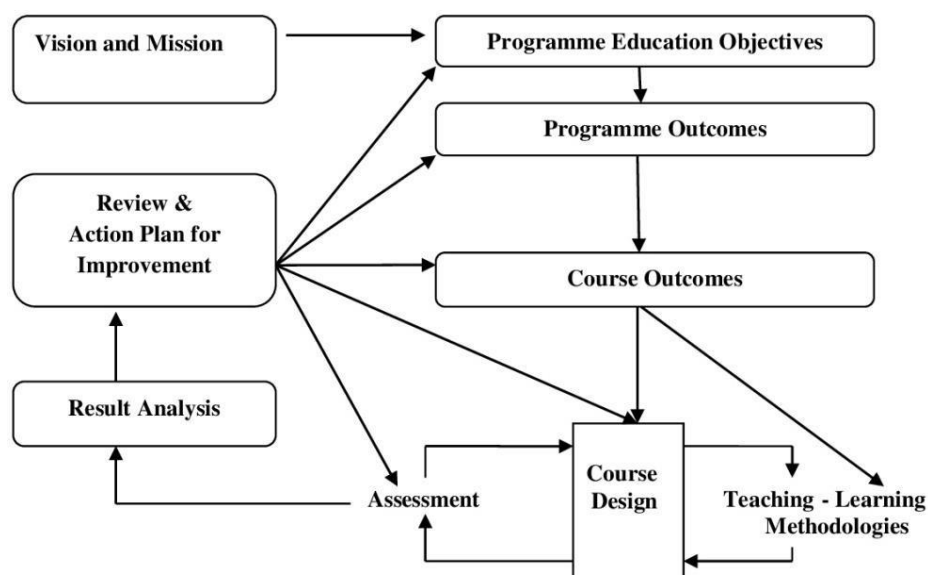 Vision and Mission
Programme Education Objectives
Programme Outcomes
Review &
Action Plan for
Improvement
Course Outcomes
Result Analysis
Assessment
Course
Design
Teaching - Learning
Methodologies